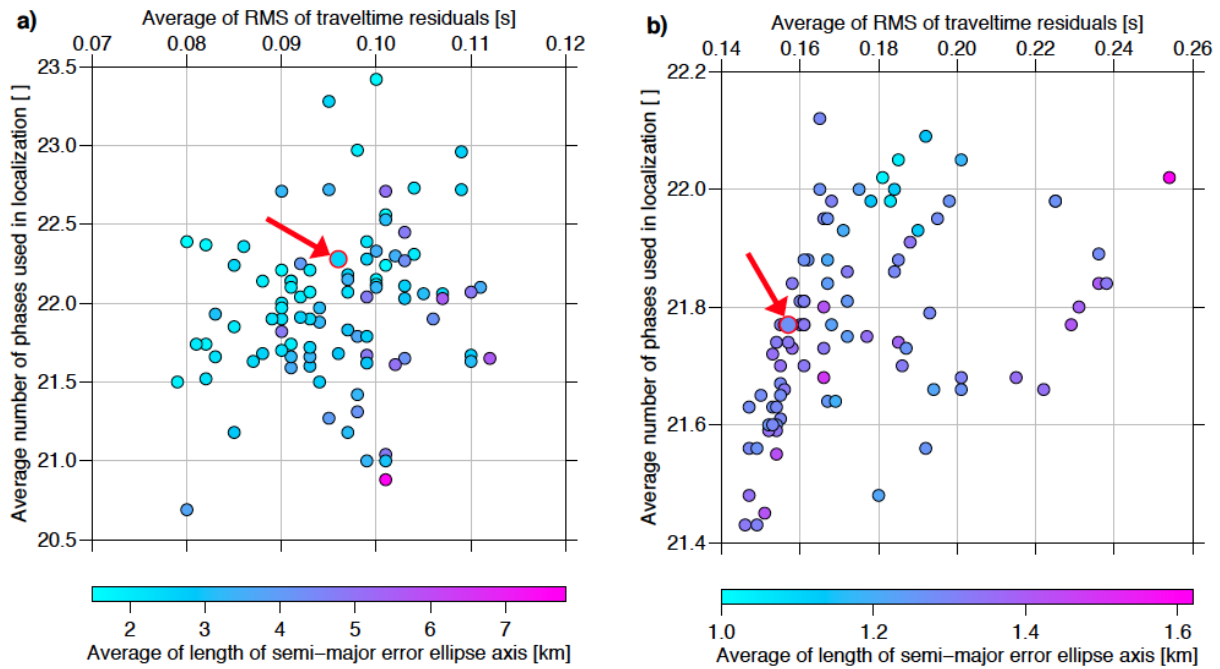 a)
Average of RMS of traveltime residuals [s]
0.07 0.08 0.09 0.10 0.11 0.12
Average number of phases used in localization [ ]
23.5
23.0
22.5
22.0
21.5
21.0
20.5
2 3 4 5 6 7
Average of length of semi-major error ellipse axis [km]
b)
Average of RMS of traveltime residuals [s]
0.14 0.16 0.18 0.20 0.22 0.24 0.26
Average number of phases used in localization [ ]
22.2
22.0
21.8
21.6
21.4
1.0 1.2 1.4 1.6
Average of length of semi-major error ellipse axis [km]